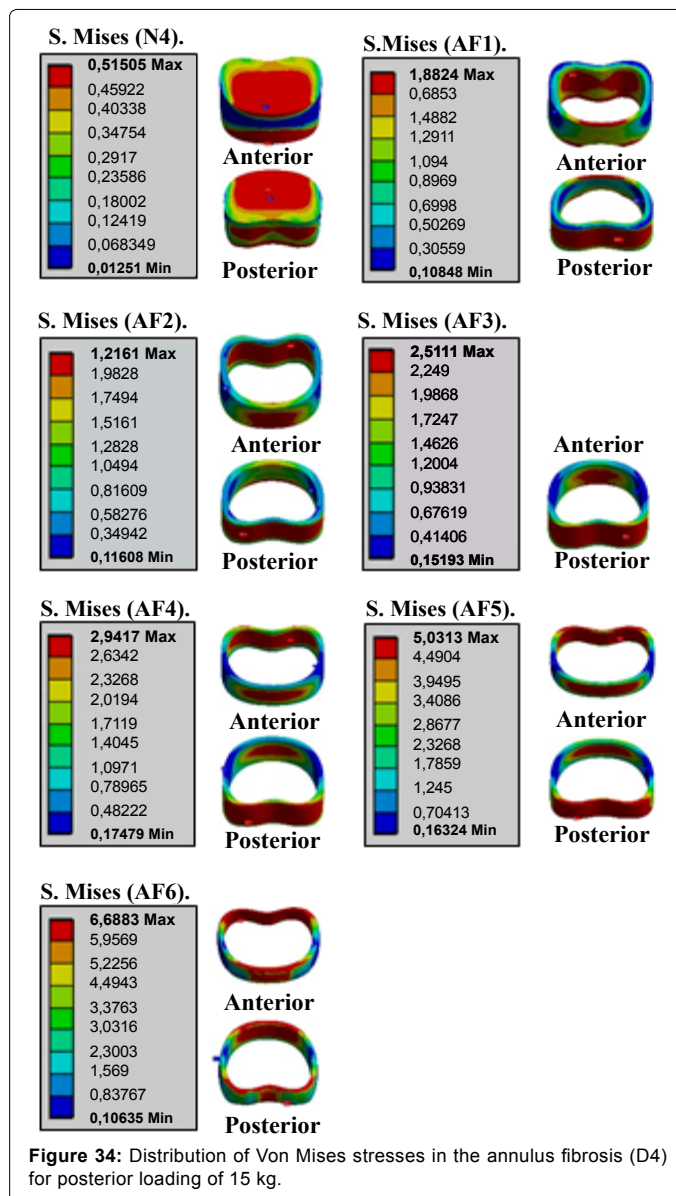 S. Mises (N4).
0,51505 Max
0,45922
0,40338
0,34754
0,2917
0,23586
0,18002
0,12419
0,068349
0,01251 Min
Anterior
Posterior
S.Mises (AF1).
1,8824 Max
0,6853
1,4882
1,2911
1,094
0,8969
0,6998
0,50269
0,30559
0,10848 Min
Anterior
Posterior
S. Mises (AF2).
1,2161 Max
1,9828
1,7494
1,5161
1,2828
1,0494
0,81609
0,58276
0,34942
0,11608 Min
Anterior
Posterior
S. Mises (AF3).
2,5111 Max
2,249
1,9868
1,7247
1,4626
1,2004
0,93831
0,67619
0,41406
0,15193 Min
Anterior
Posterior
S. Mises (AF4).
2,9417 Max
2,6342
2,3268
2,0194
1,7119
1,4045
1,0971
0,78965
0,48222
0,17479 Min
Anterior
Posterior
S. Mises (AF5).
5,0313 Max
4,4904
3,9495
3,4086
2,8677
2,3268
1,7859
1,245
0,70413
0,16324 Min
Anterior
Posterior
S. Mises (AF6).
6,6883 Max
5,9569
5,2256
4,4943
3,3763
3,0316
2,3003
1,569
0,83767
0,10635 Min
Anterior
Posterior
Figure 34: Distribution of Von Mises stresses in the annulus fibrosis (D4)
for posterior loading of 15 kg.